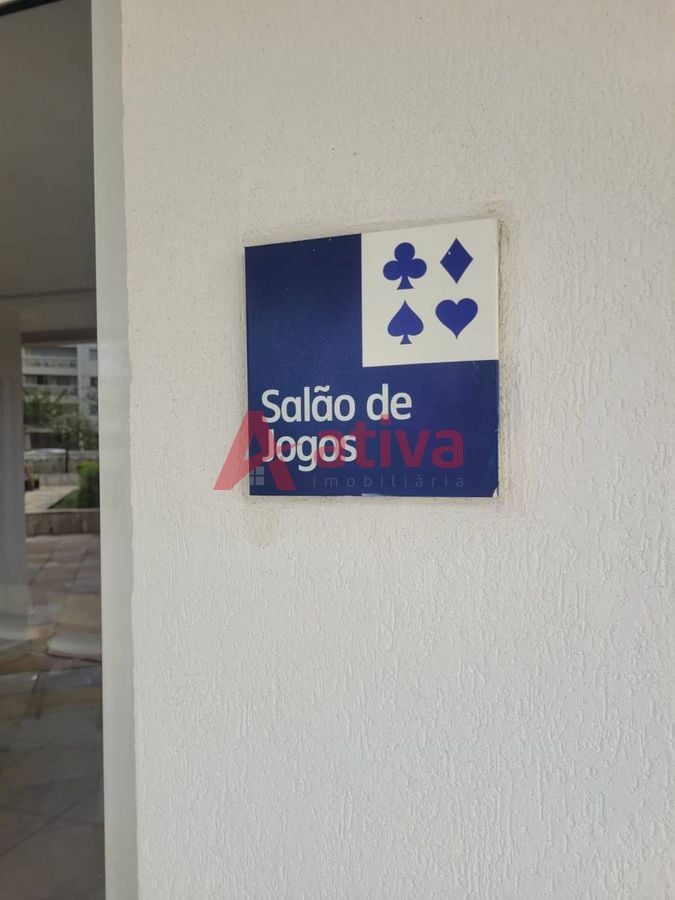 Salão de
Jogos
Ativa
imobiliária